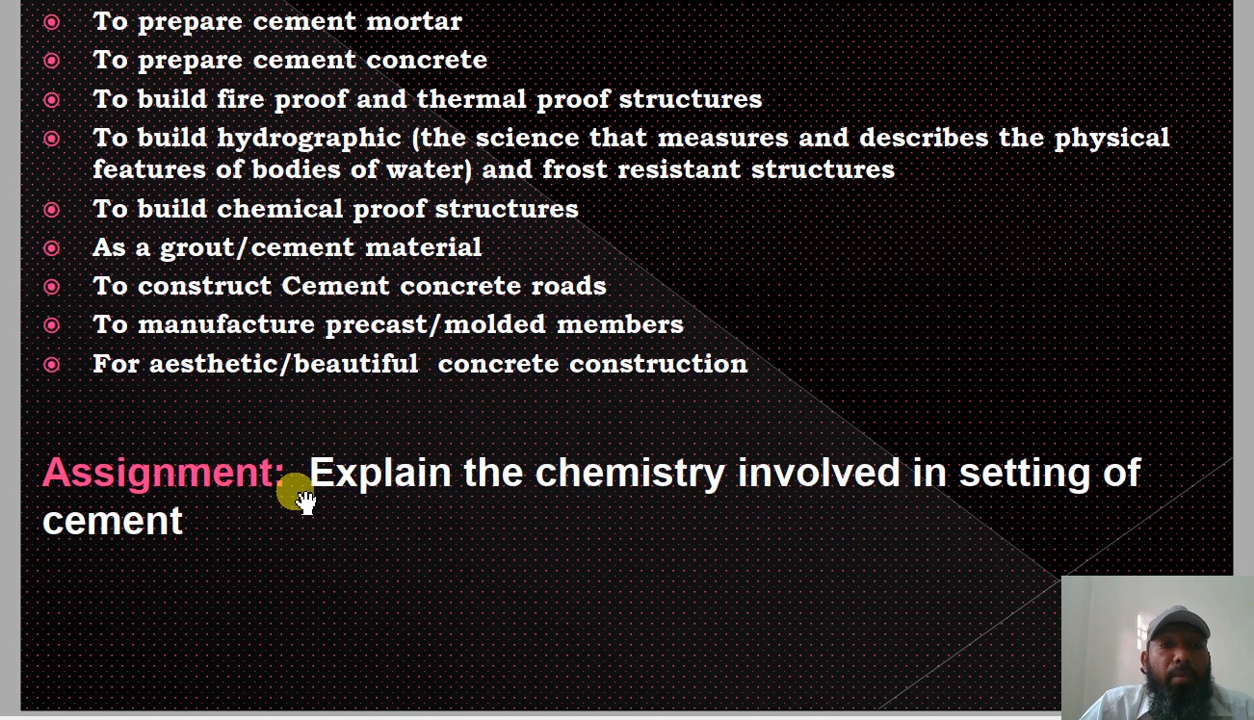 To prepare cement mortar
To prepare cement concrete
To build fire proof and thermal proof structures
To build hydrographic (the science that measures and describes the physical
features of bodies of water) and frost resistant structures
To build chemical proof structures
As a grout/cement material
To construct Cement concrete roads
To manufacture precast/molded members
For aesthetic/beautiful concrete construction
Assignment: Explain the chemistry involved in setting of
cement